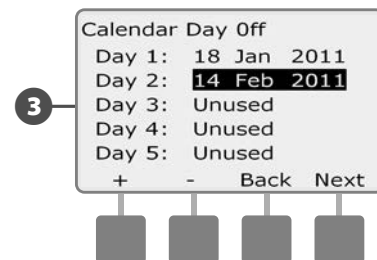 Calendar Day Off
Day 1: 18 Jan 2011
Day 2: 14 Feb 2011
3
Day 3: Unused
Day 4: Unused
Day 5: Unused
+ - Back Next